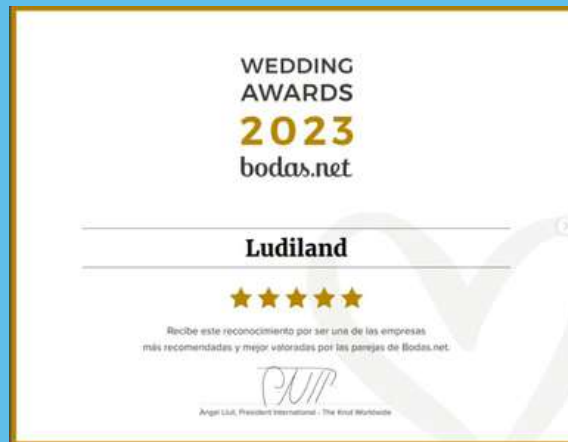 WEDDING
AWARDS
2023
bodas.net
Ludiland
Recibe este reconocimiento por ser una de las empresas
más recomendadas y mejor valoradas por las parejas de Bodas.net.
Angel Llull, President International - The Knot Worldwide